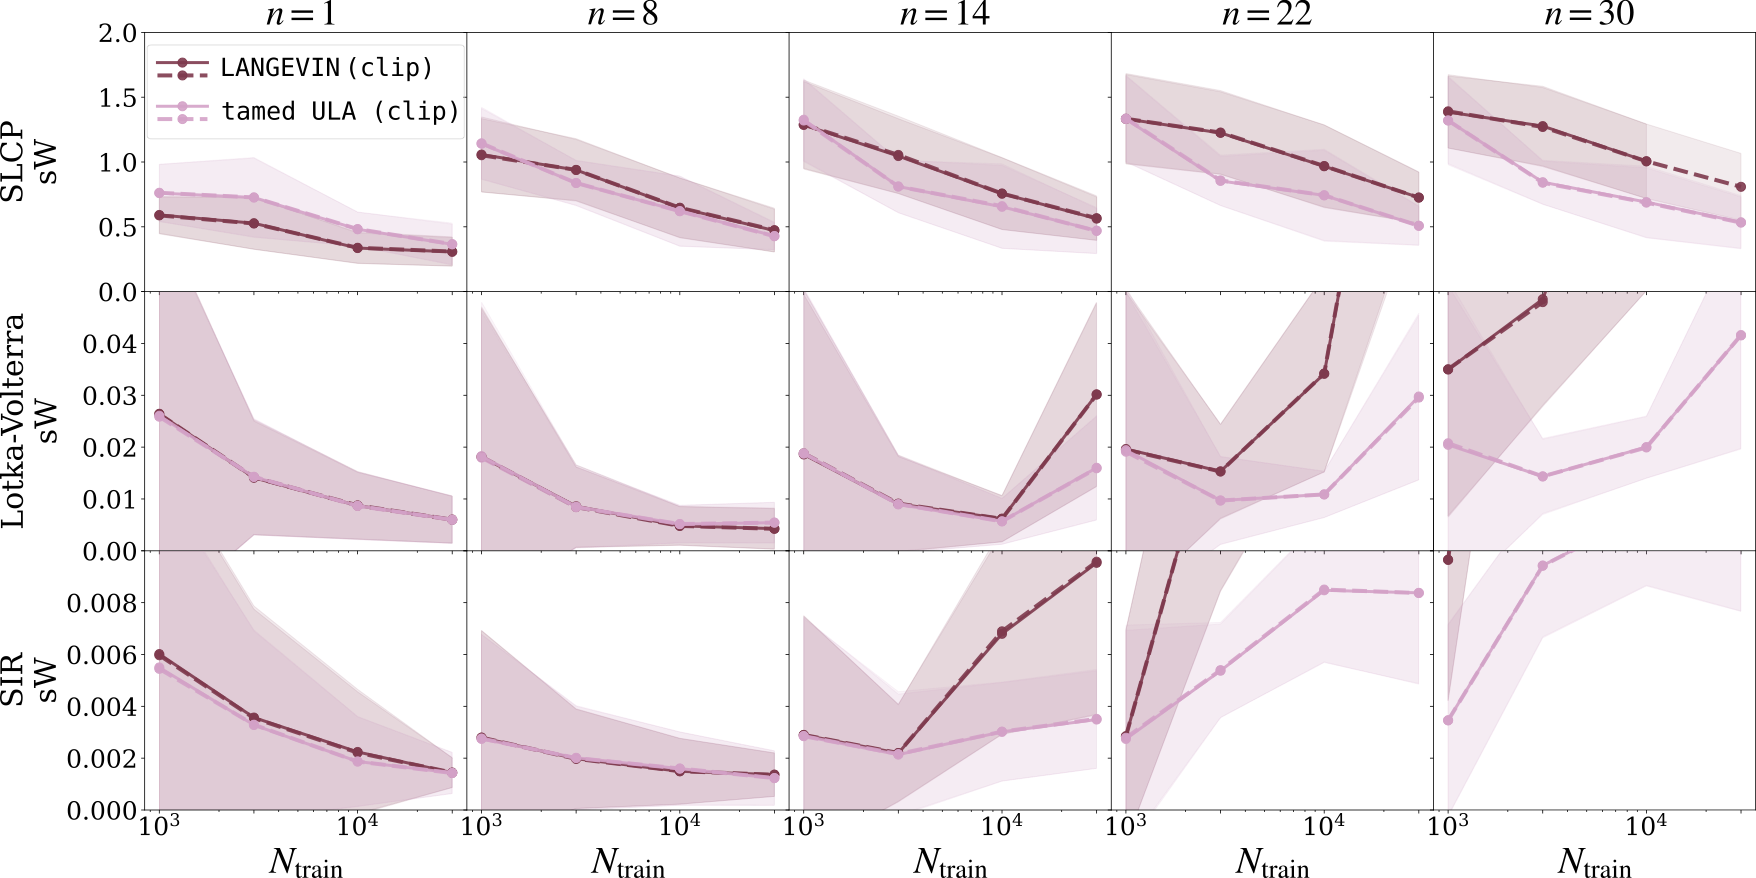 n = 1 n = 8 n = 14 n = 22 n = 30
SLCP
sW
2.0
1.5
1.0
0.5
0.0
LANGEVIN (clip)
tamed ULA (clip)
Lotka-Volterra
sW
0.04
0.03
0.02
0.01
0.00
SIR
sW
0.008
0.006
0.004
0.002
0.000
10³ 10⁴ 10³ 10⁴ 10³ 10⁴ 10³ 10⁴ 10³ 10⁴
N_train N_train N_train N_train N_train